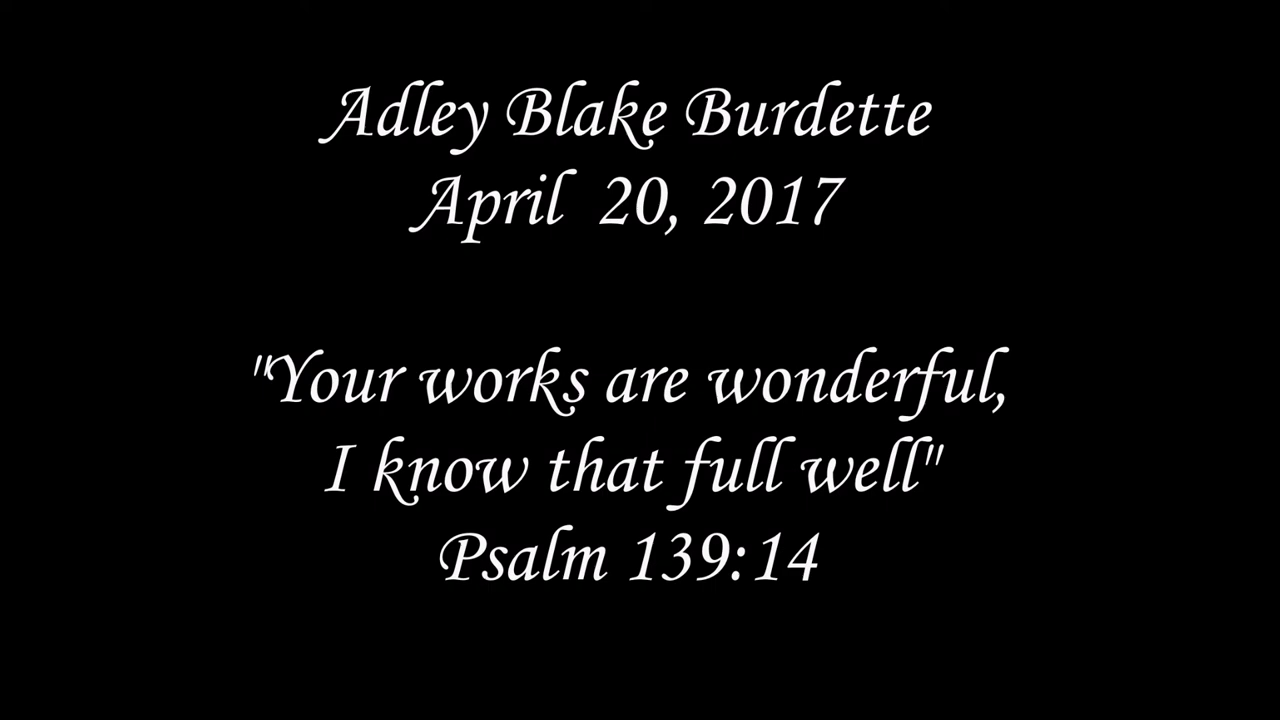 Adley Blake Burdette
April 20, 2017
"Your works are wonderful,
I know that full well"
Psalm 139:14